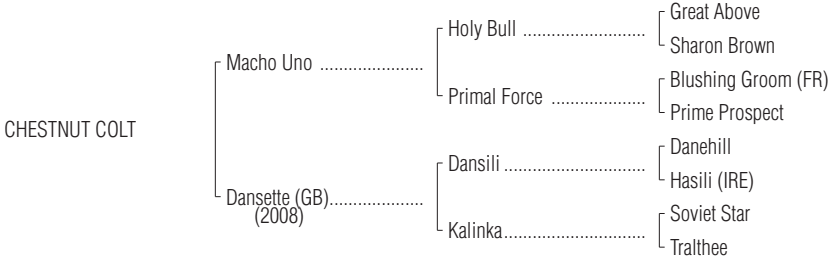 Great Above
Holy Bull ..........................
Sharon Brown
Macho Uno ......................
Blushing Groom (FR)
Primal Force ....................
Prime Prospect
CHESTNUT COLT
Danehill
Dansili ..............................
Hasili (IRE)
Dansette (GB)....................
(2008)
Soviet Star
Kalinka..............................
Tralthee